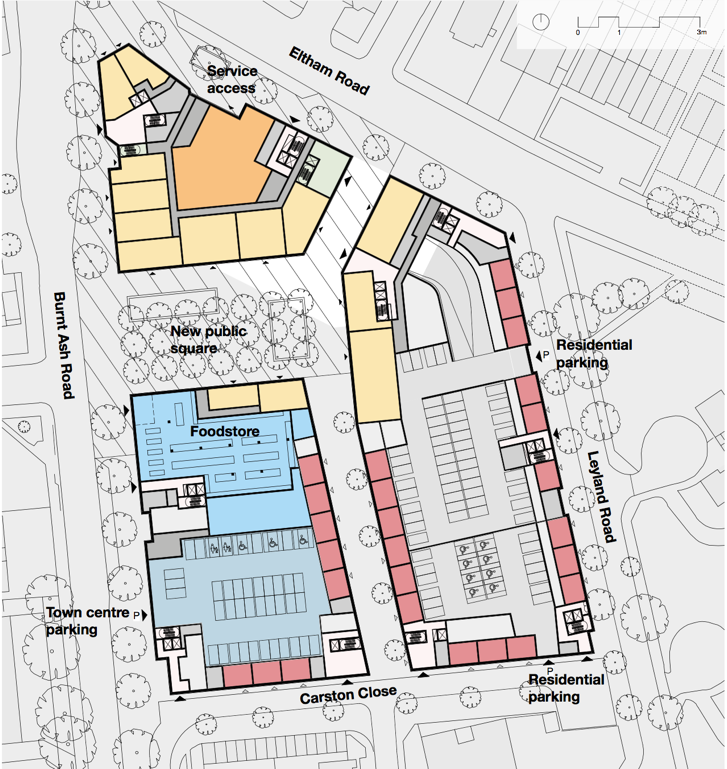 Eltham Road
0 1 3m
Service
access
Burnt Ash Road
New public
square
Residential
parking
P
Foodstore
Leyland Road
Town centre
parking
P
Carston Close
P
Residential
parking